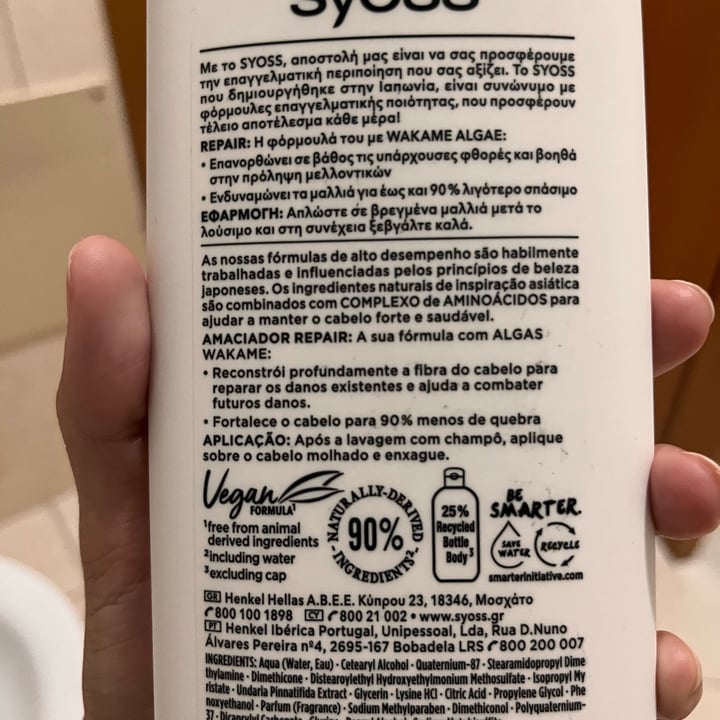 SYOSS
Με το SYOSS, αποστολή μας είναι να σας προσφέρουμε
την επαγγελματική περιποίηση που σας αξίζει. Το SYOSS
που δημιουργήθηκε στην Ιαπωνία, είναι συνώνυμο με
φόρμουλες επαγγελματικής ποιότητας, που προσφέρουν
τέλειο αποτέλεσμα κάθε μέρα!
REPAIR: Η φόρμουλά του με WAKAME ALGAE:
• Επανορθώνει σε βάθος τις υπάρχουσες φθορές και βοηθά
στην πρόληψη μελλοντικών
• Ενδυναμώνει τα μαλλιά για έως και 90% λιγότερο σπάσιμο
ΕΦΑΡΜΟΓΗ: Απλώστε σε βρεγμένα μαλλιά μετά το
λούσιμο και στη συνέχεια ξεβγάλτε καλά.
As nossas fórmulas de alto desempenho são habilmente
trabalhadas e influenciadas pelos princípios de beleza
japoneses. Os ingredientes naturais de inspiração asiática
são combinados com COMPLEXO de AMINOÁCIDOS para
ajudar a manter o cabelo forte e saudável.
AMACIADOR REPAIR: A sua fórmula com ALGAS
WAKAME:
• Reconstrói profundamente a fibra do cabelo para
reparar os danos existentes e ajuda a combater
futuros danos.
• Fortalece o cabelo para 90% menos de quebra
APLICAÇÃO: Após a lavagem com champô, aplique
sobre o cabelo molhado e enxague.
Vegan
FORMULA¹
¹free from animal
derived ingredients
²including water
³excluding cap
NATURALLY-DERIVED
90%
INGREDIENTS²
25%
Recycled
Bottle
Body³
BE
SMARTER.
SAVE
WATER
RECYCLE
smarterinitiative.com
GR Henkel Hellas Α.Β.Ε.Ε. Κύπρου 23, 18346, Μοσχάτο
800 100 1898 CY 800 21 002 • www.syoss.gr
PT Henkel Ibérica Portugal, Unipessoal, Lda, Rua D.Nuno
Álvares Pereira nº4, 2695-167 Bobadela LRS 800 200 007
INGREDIENTS: Aqua (Water, Eau) · Cetearyl Alcohol · Quaternium-87 · Stearamidopropyl Dime
thylamine · Dimethicone · Distearoylethyl Hydroxyethylmonium Methosulfate · Isopropyl My
ristate · Undaria Pinnatifida Extract · Glycerin · Lysine HCl · Citric Acid · Propylene Glycol · Phe
noxyethanol · Parfum (Fragrance) · Sodium Methylparaben · Dimethiconol · Polyquaternium-
37 · Dicaprylyl Carbonate